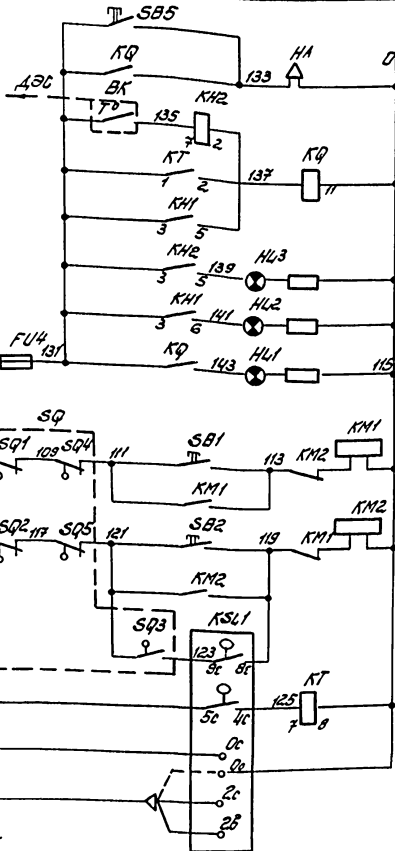 SB5
KQ
133
HA
0
ДЭС
BK
t°
135
KH2
7 2
KT
1 2
137
KQ
11
KH1
3 5
KH2
3 5
139
HL3
KH1
3 6
141
HL2
FU4
131
KQ
143
HL1
115
SQ
SQ1
109
SQ4
111
SB1
113
KM2
KM1
KM1
SQ2
117
SQ5
121
SB2
119
KM1
KM2
KM2
SQ3
KSL1
123
9c 8c
5c 4c
125
KT
7 8
0c
0o
2c
2в